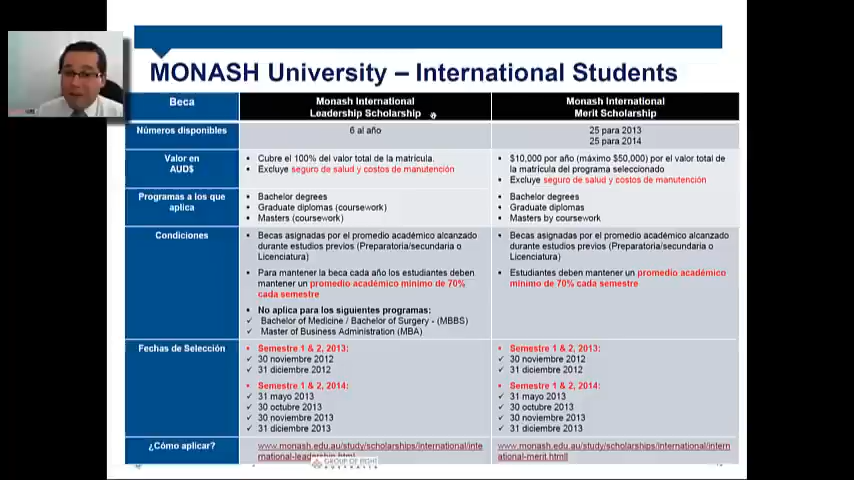 MONASH University – International Students
Beca
Monash International
Leadership Scholarship
Monash International
Merit Scholarship
Números disponibles
6 al año
25 para 2013
25 para 2014
Valor en
AUD$
• Cubre el 100% del valor total de la matrícula.
• Excluye seguro de salud y costos de manutención
• $10,000 por año (máximo $50,000) por el valor total de
la matrícula del programa seleccionado
• Excluye seguro de salud y costos de manutención
Programas a los que
aplica
• Bachelor degrees
• Graduate diplomas (coursework)
• Masters (coursework)
• Bachelor degrees
• Graduate diplomas
• Masters by coursework
Condiciones
• Becas asignadas por el promedio académico alcanzado
durante estudios previos (Preparatoria/secundaria o
Licenciatura)
• Para mantener la beca cada año los estudiantes deben
mantener un promedio académico mínimo de 70%
cada semestre
• No aplica para los siguientes programas:
✓ Bachelor of Medicine / Bachelor of Surgery - (MBBS)
✓ Master of Business Administration (MBA)
• Becas asignadas por el promedio académico alcanzado
durante estudios previos (Preparatoria/secundaria o
Licenciatura)
• Estudiantes deben mantener un promedio académico
mínimo de 70% cada semestre
Fechas de Selección
• Semestre 1 & 2, 2013:
✓ 30 noviembre 2012
✓ 31 diciembre 2012
• Semestre 1 & 2, 2014:
✓ 31 mayo 2013
✓ 30 octubre 2013
✓ 30 noviembre 2013
✓ 31 diciembre 2013
• Semestre 1 & 2, 2013:
✓ 30 noviembre 2012
✓ 31 diciembre 2012
• Semestre 1 & 2, 2014:
✓ 31 mayo 2013
✓ 30 octubre 2013
✓ 30 noviembre 2013
✓ 31 diciembre 2013
¿Cómo aplicar?
www.monash.edu.au/study/scholarships/international/inte
rnational-leadership.html
www.monash.edu.au/study/scholarships/international/intern
ational-merit.html
GROUP OF EIGHT
AUSTRALIA